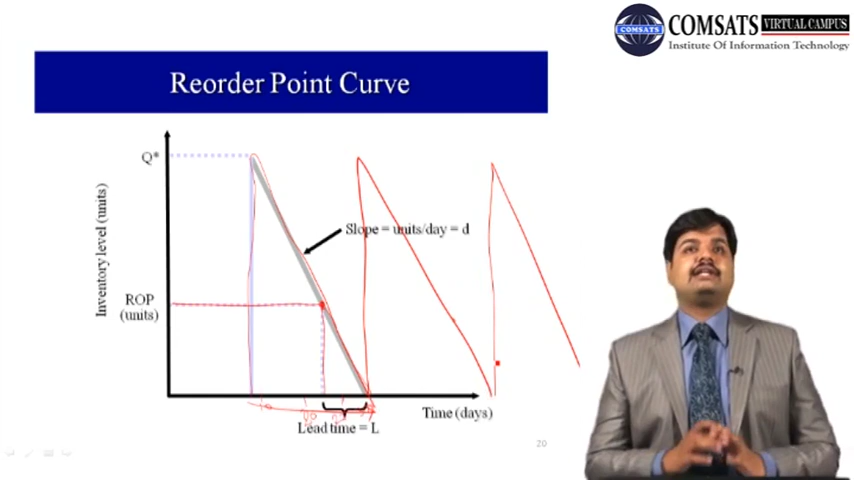 COMSATS VIRTUAL CAMPUS
COMSATS
Institute Of Information Technology
Reorder Point Curve
Q*
Inventory level (units)
Slope = units/day = d
ROP
(units)
Time (days)
Lead time = L
20